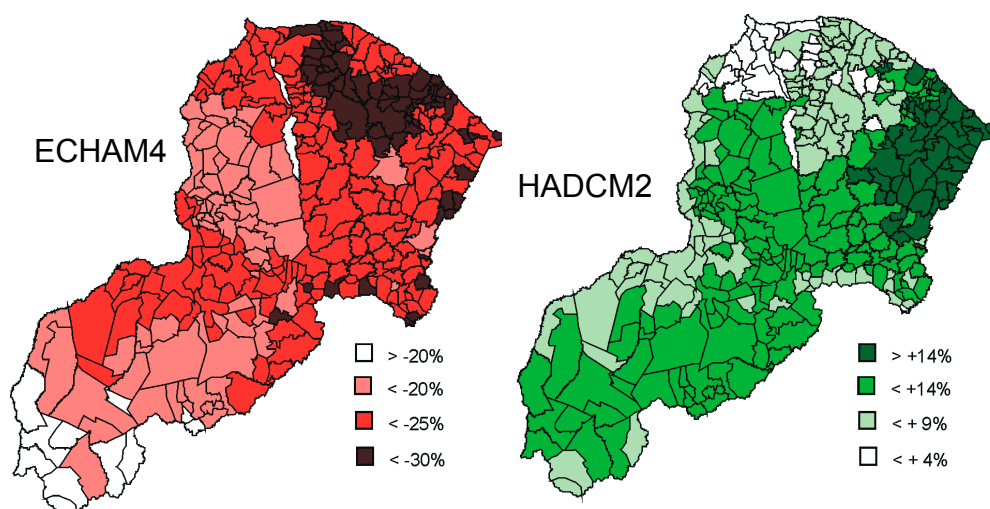 ECHAM4
> -20%
< -20%
< -25%
< -30%
HADCM2
> +14%
< +14%
< + 9%
< + 4%